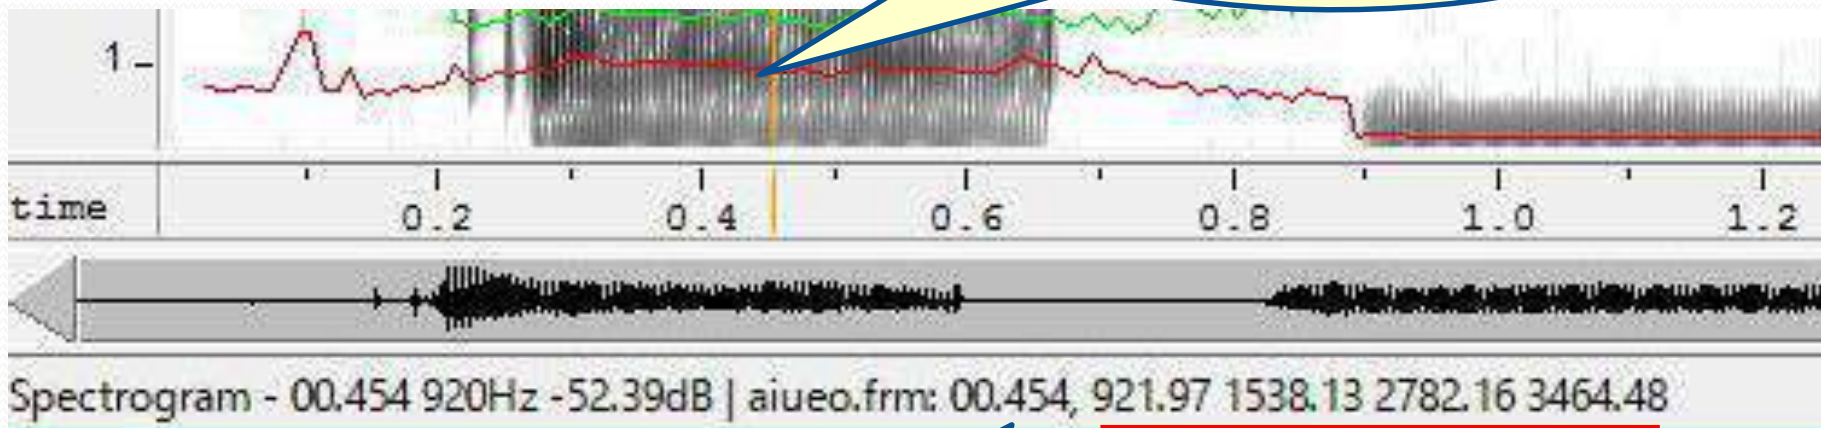 1
time 0.2 0.4 0.6 0.8 1.0 1.2
Spectrogram - 00.454 920Hz -52.39dB | aiueo.frm: 00.454, 921.97 1538.13 2782.16 3464.48